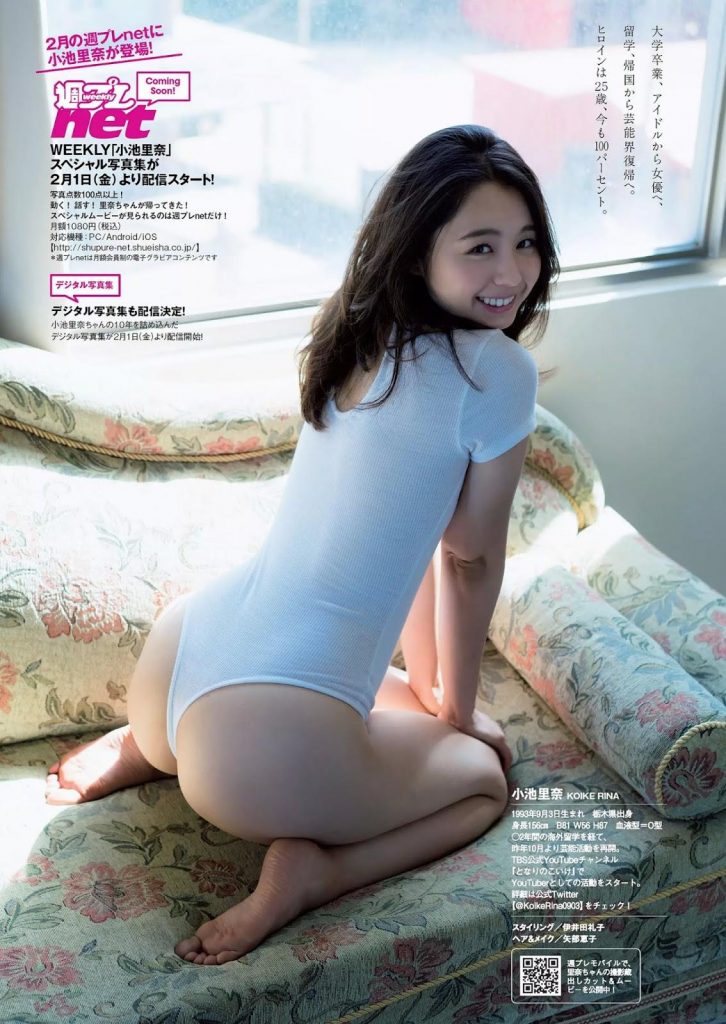 2月の週プレnetに
小池里奈が登場!
Coming
Soon!
週プレ
weekly
net
WEEKLY「小池里奈」
スペシャル写真集が
2月1日(金)より配信スタート!
写真点数100点以上!
動く! 話す! 里奈ちゃんが帰ってきた!
スペシャルムービーが見られるのは週プレnetだけ!
月額1080円(税込)
対応機種:PC/Android/iOS
【http://shupure-net.shueisha.co.jp/】
*週プレnetは月額会員制の電子グラビアコンテンツです
デジタル写真集
デジタル写真集も配信決定!
小池里奈ちゃんの10年を詰め込んだ
デジタル写真集が2月1日(金)より配信開始!
大学卒業、アイドルから女優へ、
留学、帰国から芸能界復帰へ。
ヒロインは25歳、今も100パーセント。
小池里奈 KOIKE RINA
1993年9月3日生まれ 栃木県出身
身長156㎝ B81 W56 H87 血液型=O型
○2年間の海外留学を経て、
昨年10月より芸能活動を再開。
TBS公式YouTubeチャンネル
「となりのこいけ」で
YouTuberとしての活動をスタート。
詳細は公式Twitter
【@KoikeRina0903】をチェック!
スタイリング/伊井田礼子
ヘア&メイク/矢部恵子
週プレモバイルで、
里奈ちゃんの撮影蔵
出しカット&ムー
ビーを公開中!